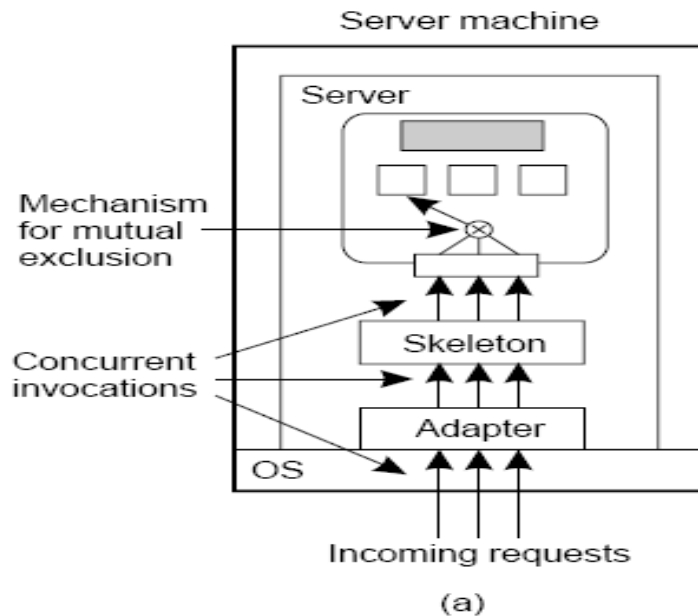 Server machine
Server
Mechanism
for mutual
exclusion
Concurrent
invocations
Skeleton
Adapter
OS
Incoming requests
(a)